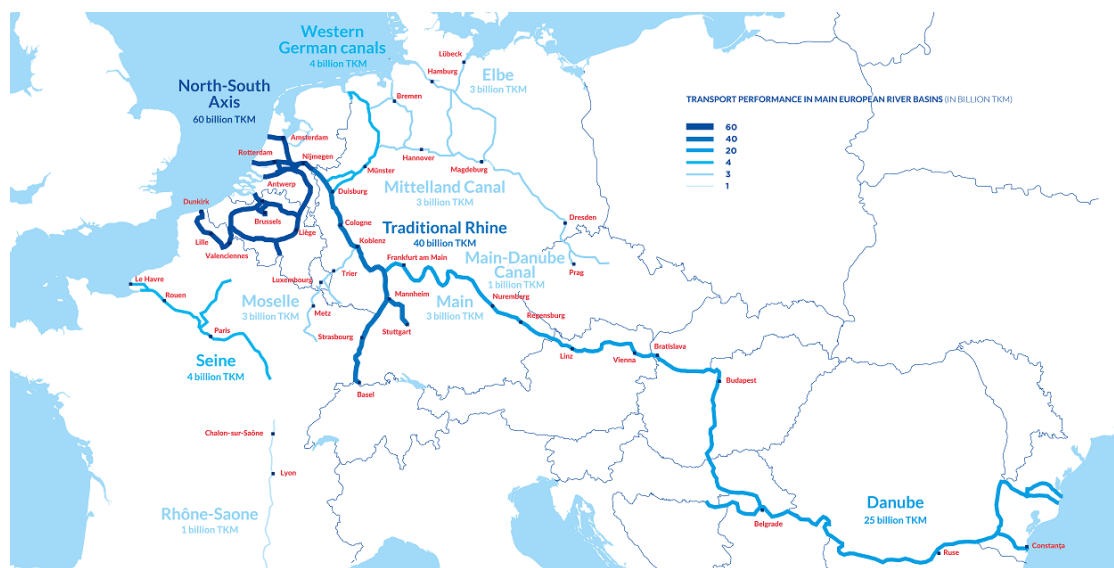 Western
German canals
4 billion TKM
Lübeck
Hamburg
Elbe
3 billion TKM
North-South
Axis
60 billion TKM
Bremen
TRANSPORT PERFORMANCE IN MAIN EUROPEAN RIVER BASINS (IN BILLION TKM)
60
40
20
4
3
1
Amsterdam
Rotterdam
Nijmegen
Hannover
Magdeburg
Münster
Antwerp
Duisburg
Mittelland Canal
3 billion TKM
Dunkirk
Brussels
Dresden
Cologne
Traditional Rhine
40 billion TKM
Liège
Lille
Koblenz
Valenciennes
Frankfurt am Main
Main-Danube
Canal
1 billion TKM
Prag
Trier
Luxembourg
Le Havre
Rouen
Moselle
3 billion TKM
Metz
Mannheim
Main
3 billion TKM
Nuremberg
Regensburg
Paris
Strasbourg
Stuttgart
Seine
4 billion TKM
Linz
Vienna
Bratislava
Budapest
Basel
Chalon-sur-Saône
Lyon
Rhône-Saone
1 billion TKM
Danube
25 billion TKM
Belgrade
Ruse
Constanţa